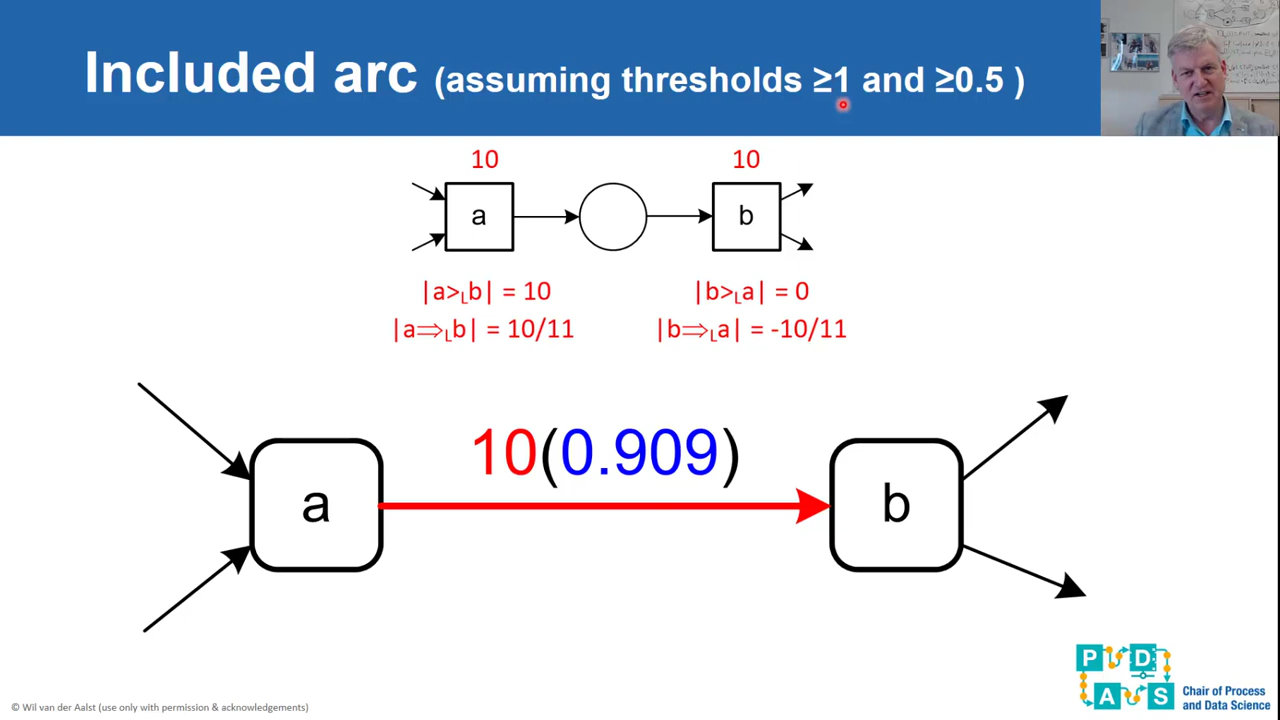 Included arc (assuming thresholds ≥1 and ≥0.5 )
10
10
a
b
|a>Lb| = 10
|b>La| = 0
|a⇒Lb| = 10/11
|b⇒La| = -10/11
10(0.909)
a
b
P D
A S
Chair of Process
and Data Science
© Wil van der Aalst (use only with permission & acknowledgements)